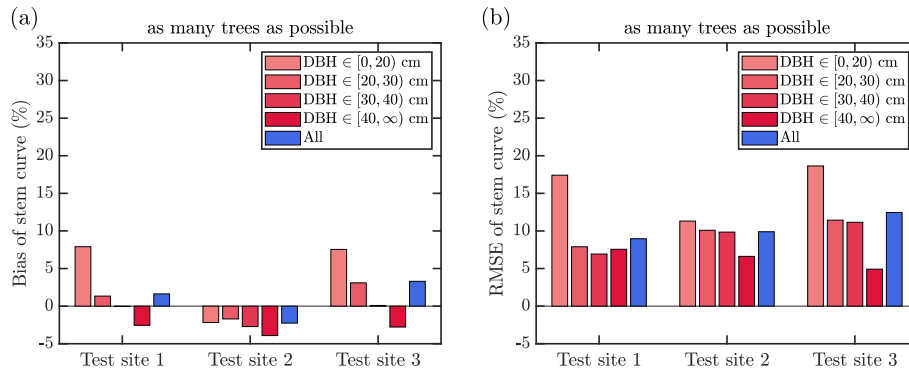 (a)
as many trees as possible
Bias of stem curve (%)
35
30
25
20
15
10
5
0
-5
DBH ∈ [0, 20) cm
DBH ∈ [20, 30) cm
DBH ∈ [30, 40) cm
DBH ∈ [40, ∞) cm
All
Test site 1 Test site 2 Test site 3
(b)
as many trees as possible
RMSE of stem curve (%)
35
30
25
20
15
10
5
0
-5
DBH ∈ [0, 20) cm
DBH ∈ [20, 30) cm
DBH ∈ [30, 40) cm
DBH ∈ [40, ∞) cm
All
Test site 1 Test site 2 Test site 3